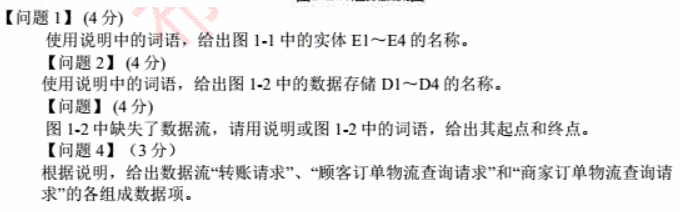 【问题 1】(4 分)
使用说明中的词语，给出图 1-1 中的实体 E1～E4 的名称。
【问题 2】(4 分)
使用说明中的词语，给出图 1-2 中的数据存储 D1～D4 的名称。
【问题】(4 分)
图 1-2 中缺失了数据流，请用说明或图 1-2 中的词语，给出其起点和终点。
【问题 4】（3 分）
根据说明，给出数据流“转账请求”、“顾客订单物流查询请求”和“商家订单物流查询请
求”的各组成数据项。